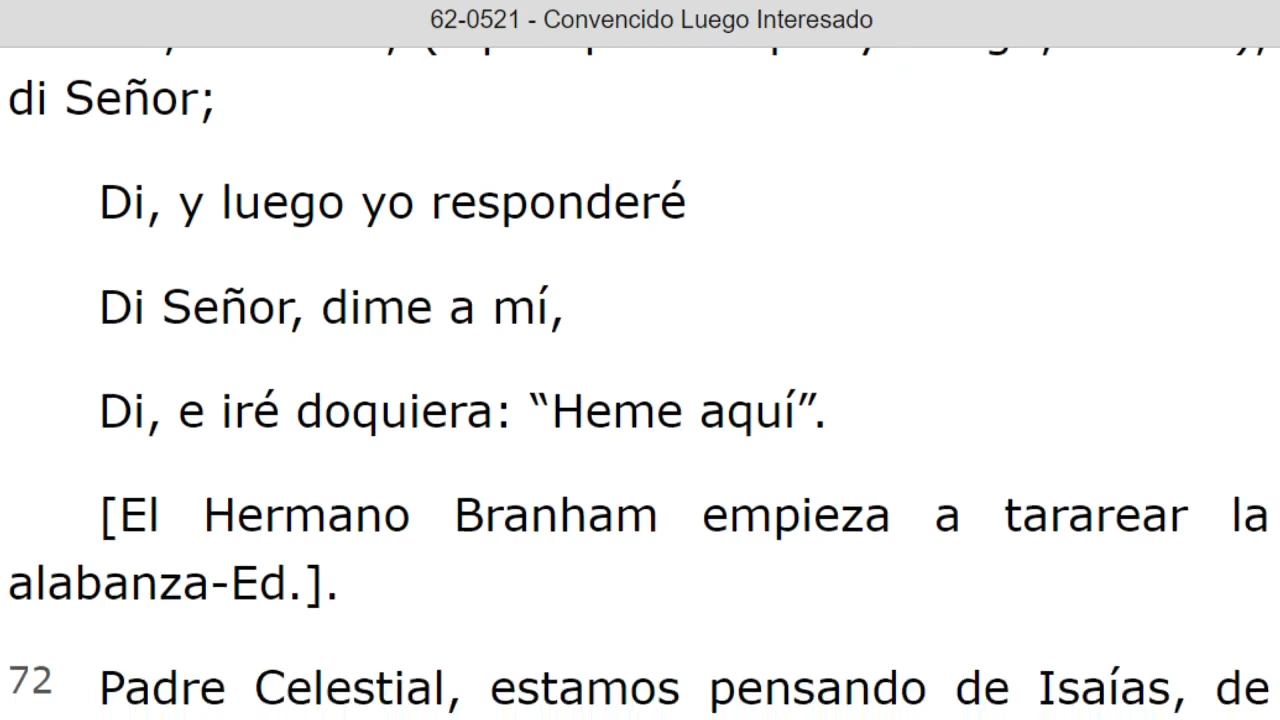 62-0521 - Convencido Luego Interesado
di Señor;
Di, y luego yo responderé
Di Señor, dime a mí,
Di, e iré doquiera: “Heme aquí”.
[El Hermano Branham empieza a tararear la
alabanza-Ed.].
72 Padre Celestial, estamos pensando de Isaías, de